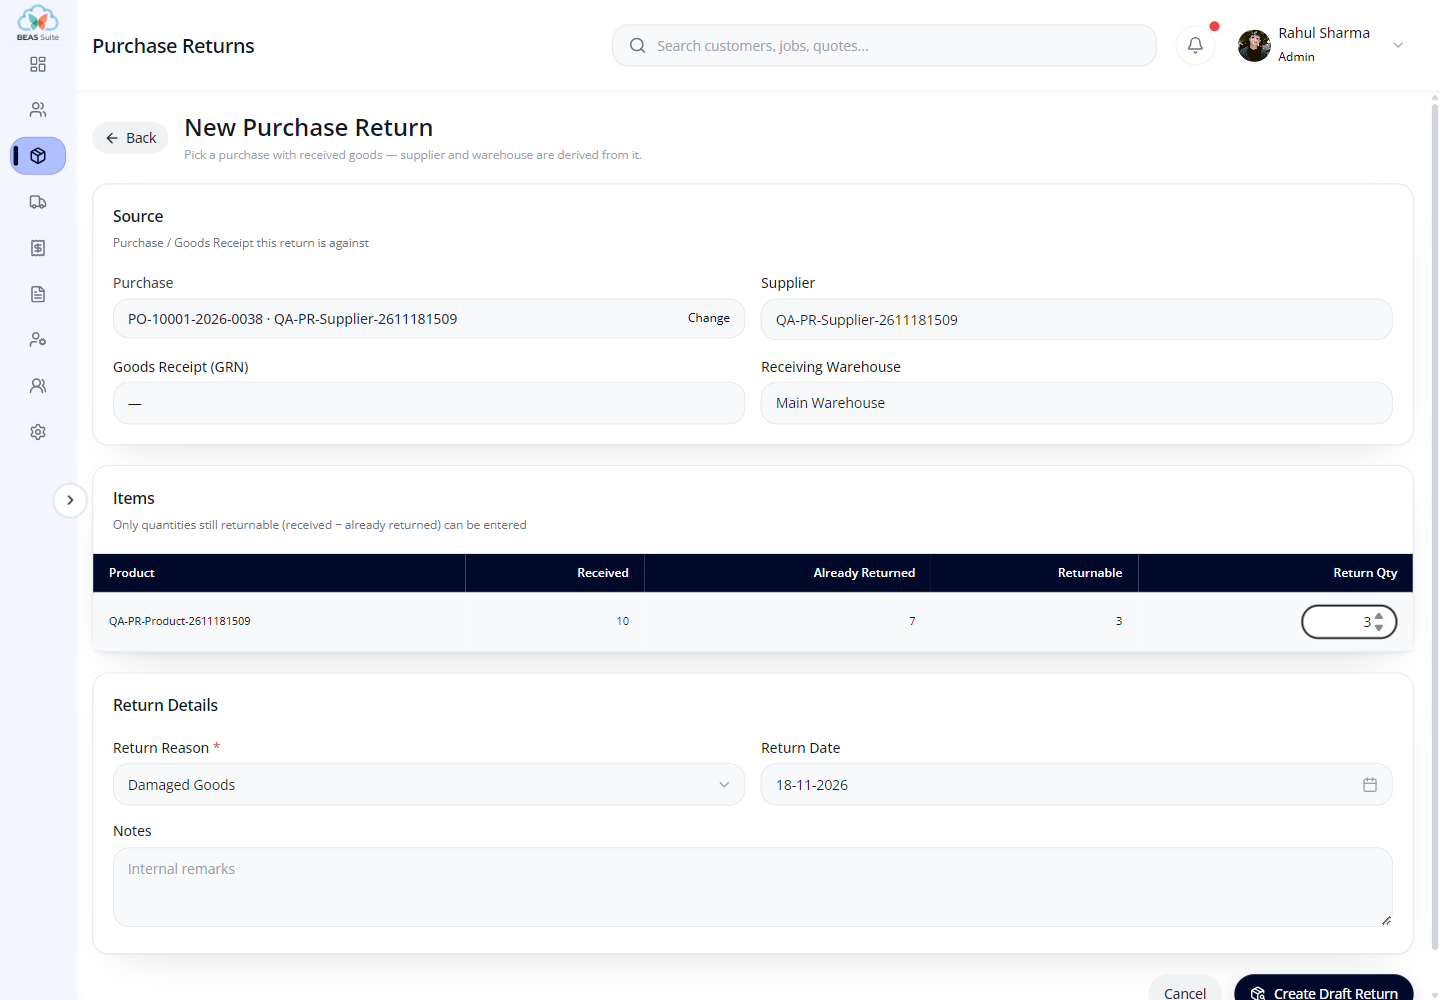 BEAS Suite
Purchase Returns
Search customers, jobs, quotes...
Rahul Sharma
Admin
Back
New Purchase Return
Pick a purchase with received goods — supplier and warehouse are derived from it.
Source
Purchase / Goods Receipt this return is against
Purchase
Supplier
PO-10001-2026-0038 · QA-PR-Supplier-2611181509
Change
QA-PR-Supplier-2611181509
Goods Receipt (GRN)
Receiving Warehouse
—
Main Warehouse
Items
Only quantities still returnable (received − already returned) can be entered
Product Received Already Returned Returnable Return Qty
QA-PR-Product-2611181509 10 7 3 3
Return Details
Return Reason *
Return Date
Damaged Goods
18-11-2026
Notes
Internal remarks
Cancel
Create Draft Return